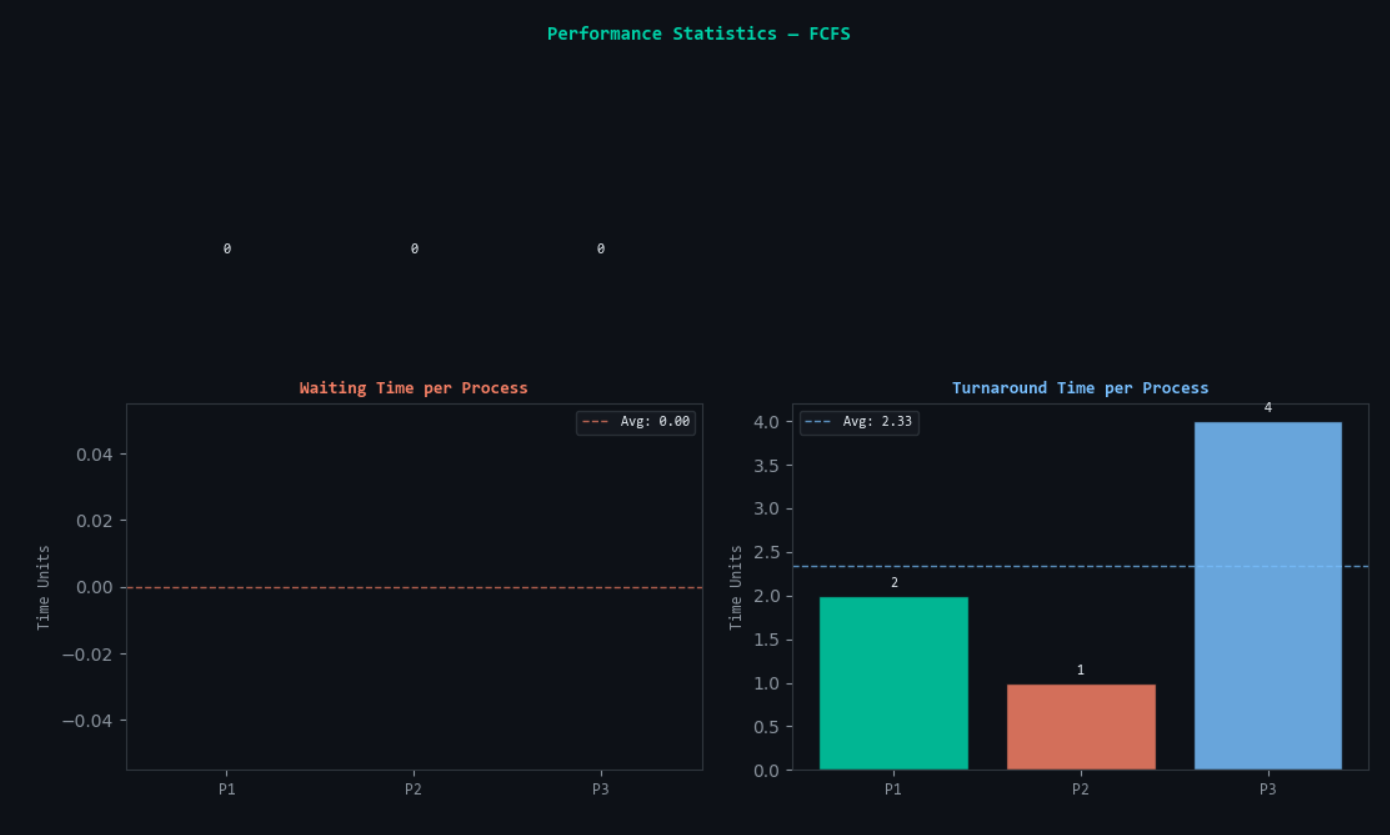 Performance Statistics — FCFS
0 0 0
Waiting Time per Process
Avg: 0.00
0.04
0.02
0.00
−0.02
−0.04
Time Units
P1 P2 P3
Turnaround Time per Process
Avg: 2.33
4.0
3.5
3.0
2.5
2.0
1.5
1.0
0.5
0.0
Time Units
2
1
4
P1 P2 P3